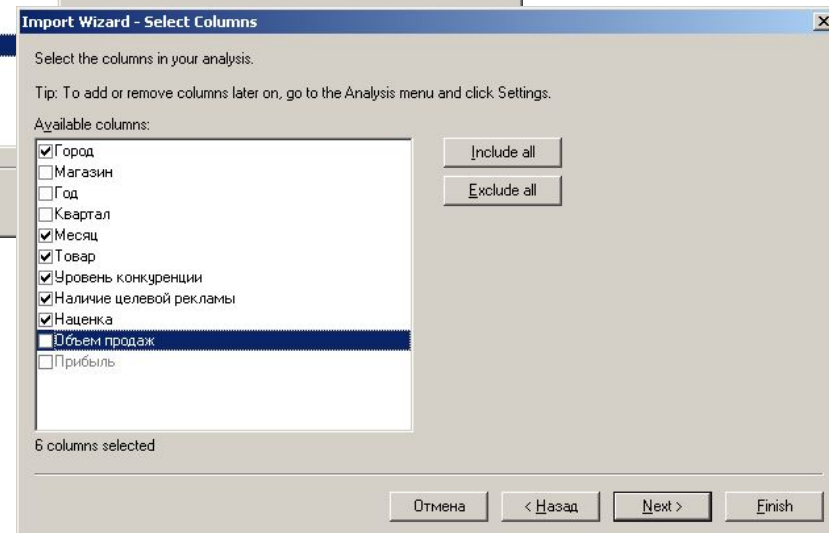 Import Wizard - Select Columns
Select the columns in your analysis.
Tip: To add or remove columns later on, go to the Analysis menu and click Settings.
Available columns:
Город
Магазин
Год
Квартал
Месяц
Товар
Уровень конкуренции
Наличие целевой рекламы
Наценка
Объем продаж
Прибыль
Include all
Exclude all
6 columns selected
Отмена
< Назад
Next >
Finish